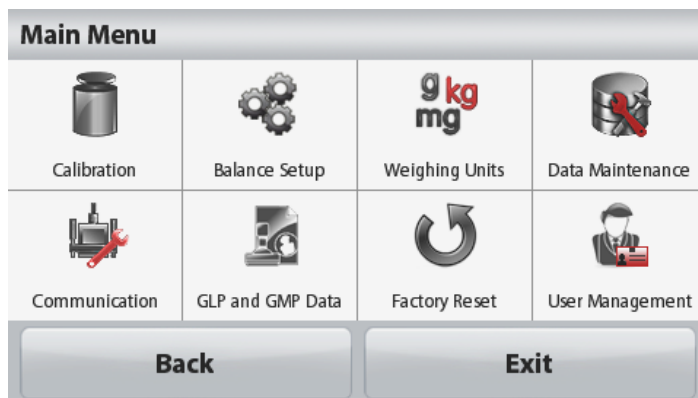 Main Menu
g kg
mg
Calibration
Balance Setup
Weighing Units
Data Maintenance
Communication
GLP and GMP Data
Factory Reset
User Management
Back
Exit